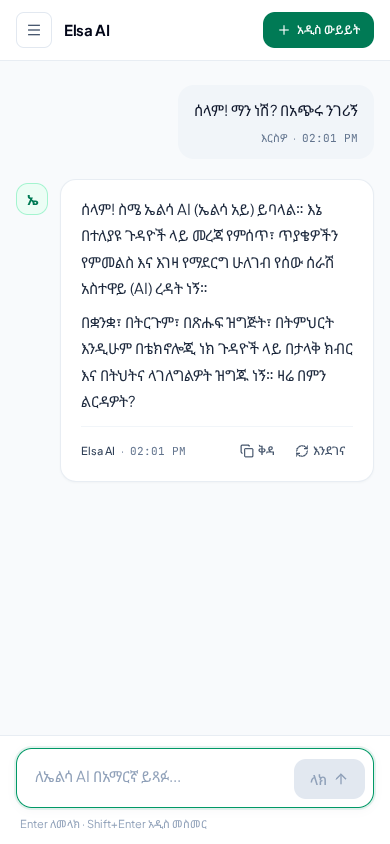 Elsa AI
አዲስ ውይይት
ሰላም! ማን ነሽ? በአጭሩ ንገሪኝ
እርስዎ · 02:01 PM
ኤ
ሰላም! ስሜ ኤልሳ AI (ኤልሳ አይ) ይባላል። እኔ
በተለያዩ ጉዳዮች ላይ መረጃ የምሰጥ፣ ጥያቄዎችን
የምመልስ እና እገዛ የማደርግ ሁለገብ የሰው ሰራሽ
አስተዋይ (AI) ረዳት ነኝ።
በቋንቋ፣ በትርጉም፣ በጽሑፍ ዝግጅት፣ በትምህርት
እንዲሁም በቴክኖሎጂ ነክ ጉዳዮች ላይ በታላቅ ክብር
እና በትህትና ላገለግልዎት ዝግጁ ነኝ። ዛሬ በምን
ልርዳዎት?
Elsa AI · 02:01 PM ቅዳ እንደገና
ለኤልሳ AI በአማርኛ ይጻፉ...
ላክ
Enter ለመላክ · Shift+Enter አዲስ መስመር